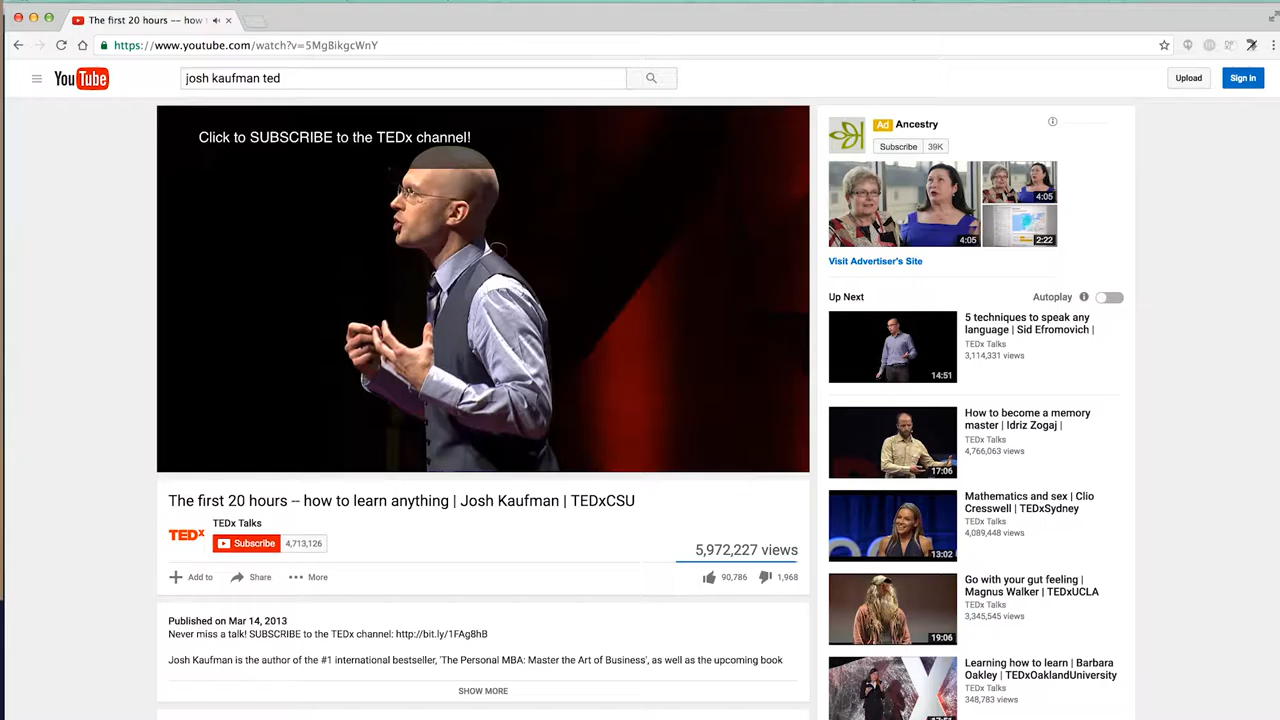 The first 20 hours -- how
https://www.youtube.com/watch?v=5MgBikgcWnY
YouTube
josh kaufman ted
Upload
Sign in
Click to SUBSCRIBE to the TEDx channel!
The first 20 hours -- how to learn anything | Josh Kaufman | TEDxCSU
TEDx
TEDx Talks
Subscribe
4,713,126
5,972,227 views
Add to
Share
More
90,786
1,968
Published on Mar 14, 2013
Never miss a talk! SUBSCRIBE to the TEDx channel: http://bit.ly/1FAg8hB
Josh Kaufman is the author of the #1 international bestseller, 'The Personal MBA: Master the Art of Business', as well as the upcoming book
SHOW MORE
Ad Ancestry
Subscribe 39K
4:05
4:05
2:22
Visit Advertiser's Site
Up Next
Autoplay
14:51
5 techniques to speak any
language | Sid Efromovich |
TEDx Talks
3,114,331 views
17:06
How to become a memory
master | Idriz Zogaj |
TEDx Talks
4,766,063 views
13:02
Mathematics and sex | Clio
Cresswell | TEDxSydney
TEDx Talks
4,089,448 views
19:06
Go with your gut feeling |
Magnus Walker | TEDxUCLA
TEDx Talks
3,345,545 views
Learning how to learn | Barbara
Oakley | TEDxOaklandUniversity
TEDx Talks
348,783 views